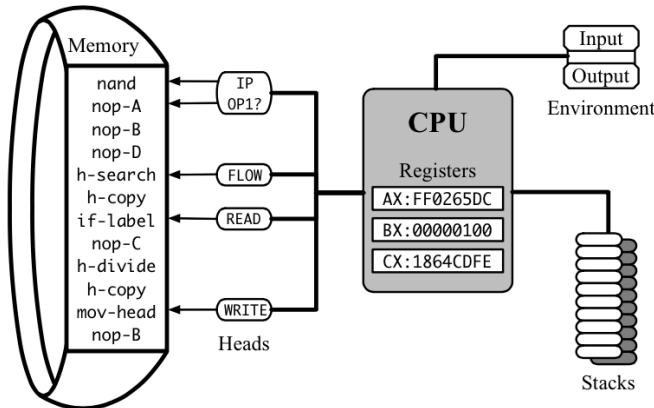 Memory
nand
nop-A
nop-B
nop-D
h-search
h-copy
if-label
nop-C
h-divide
h-copy
mov-head
nop-B
IP
OP1?
FLOW
READ
WRITE
Heads
CPU
Registers
AX:FF0265DC
BX:00000100
CX:1864CDFE
Input
Output
Environment
Stacks